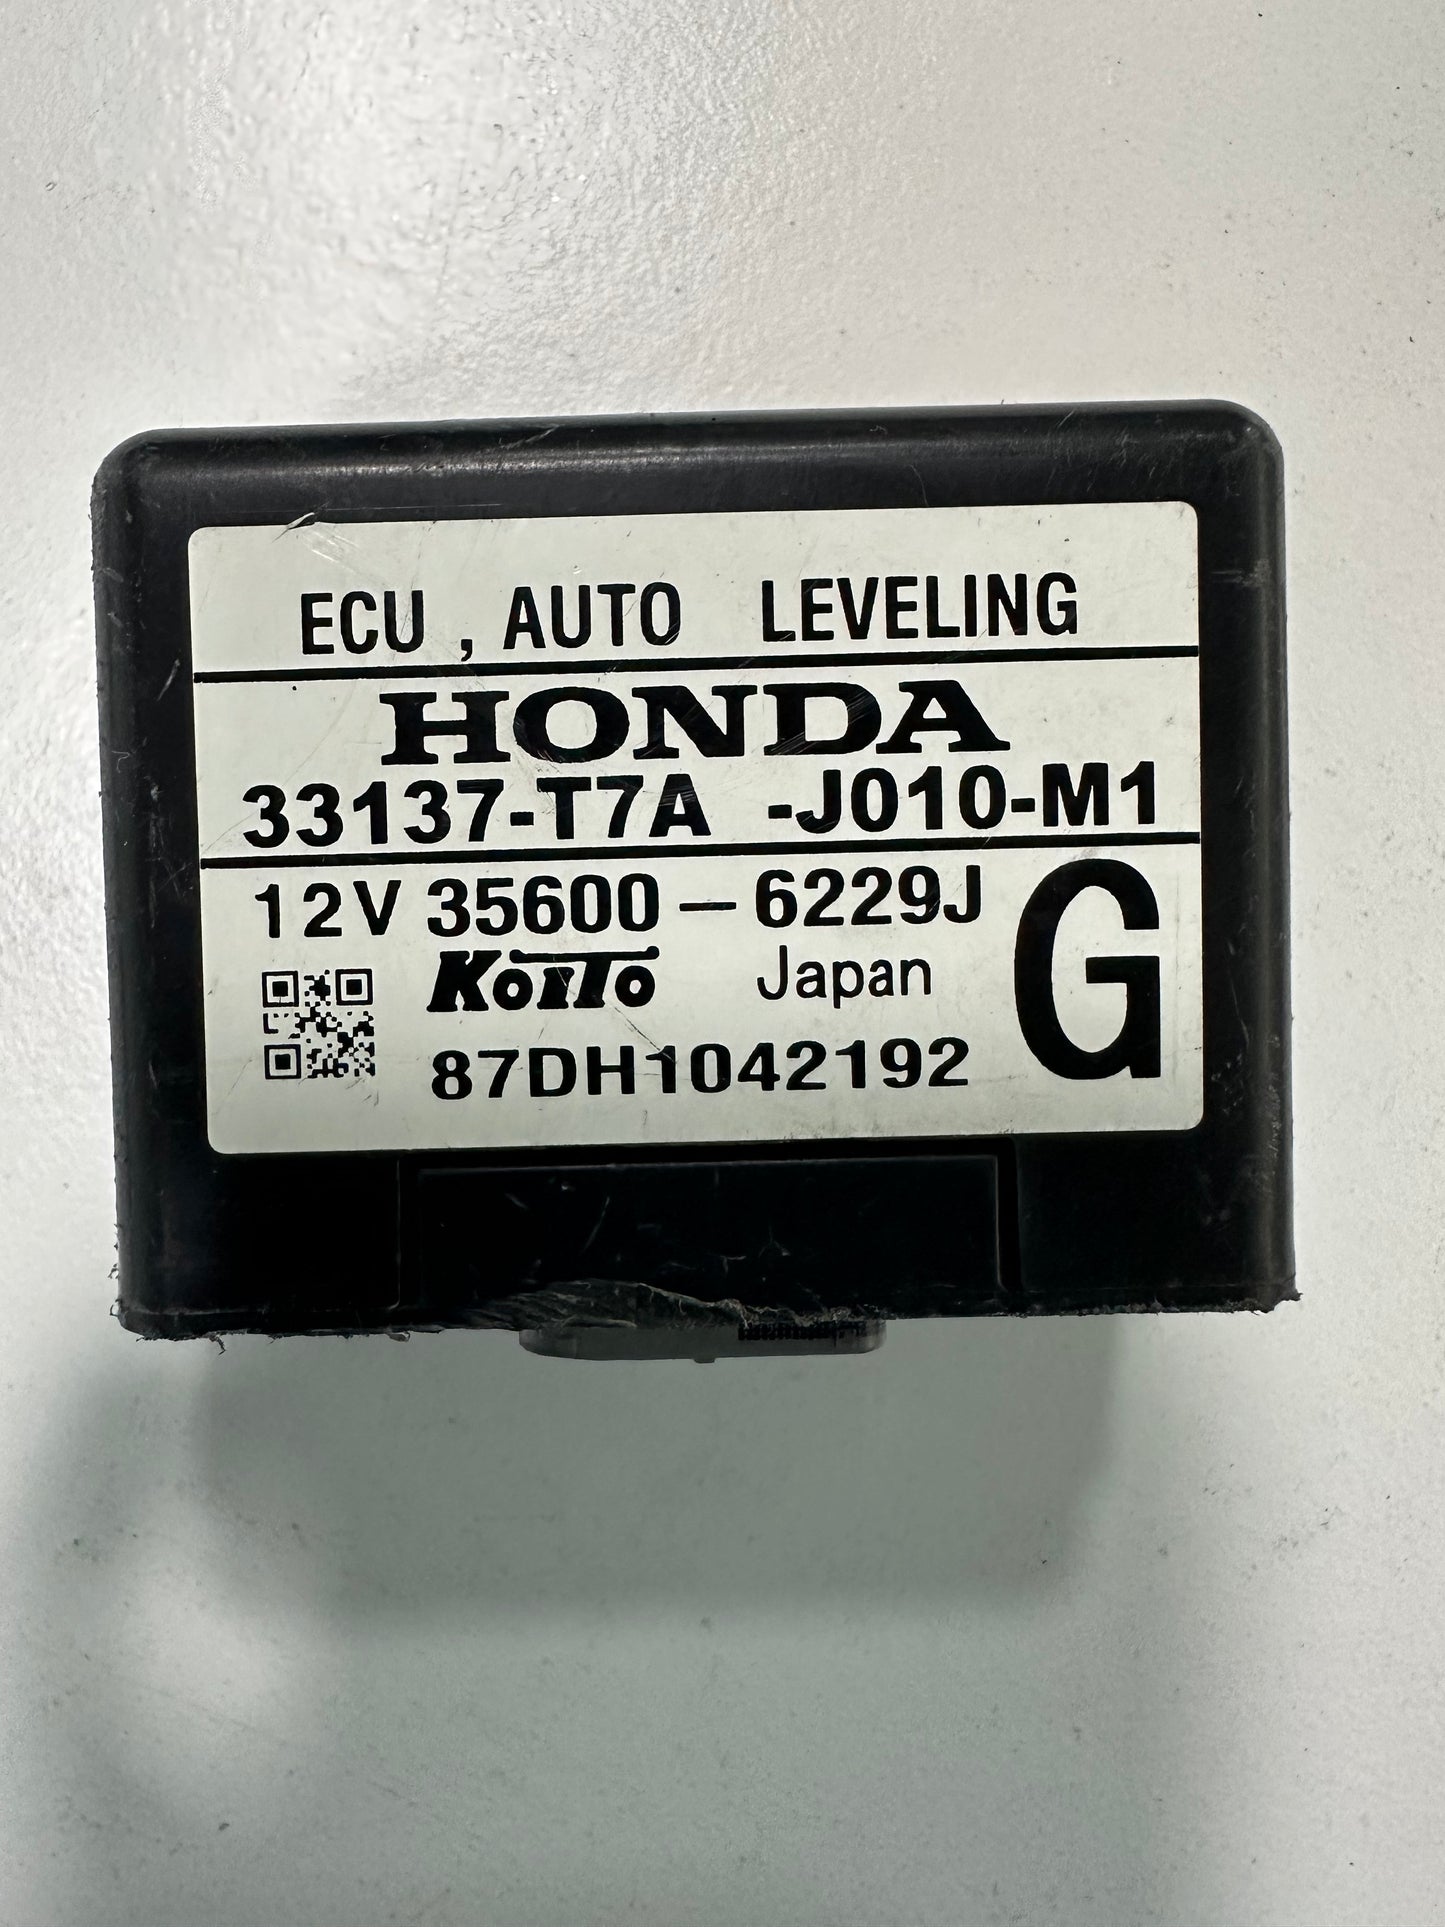 ECU , AUTO LEVELING
HONDA
33137-T7A -J010-M1
12V 35600-6229J G
KOITO Japan
87DH1042192